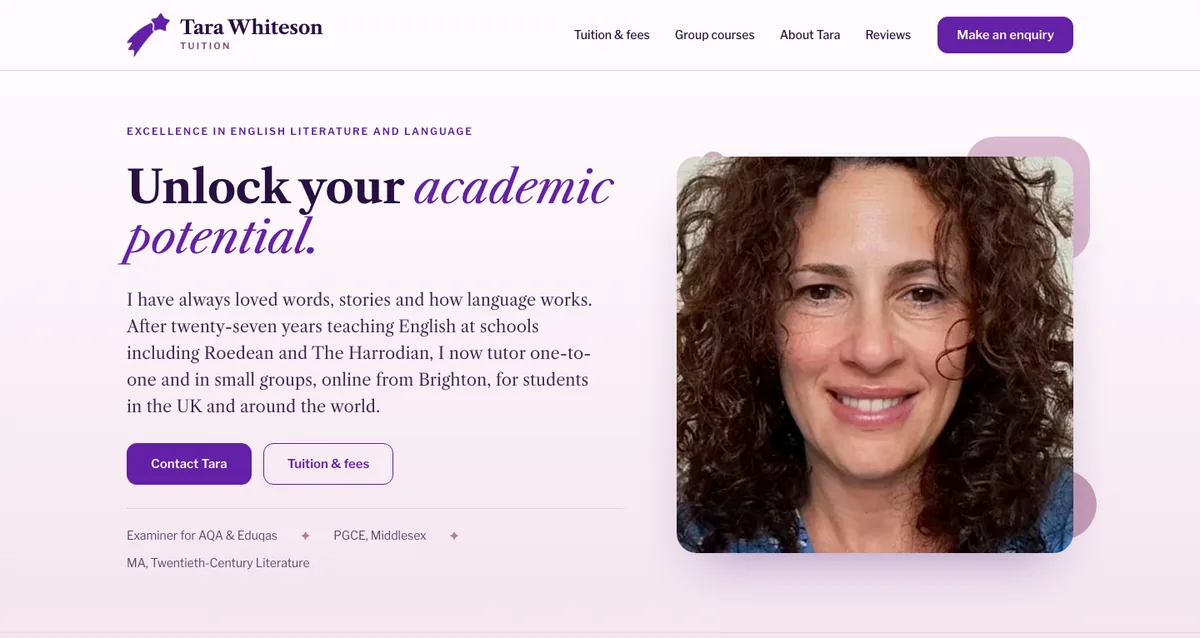 Tara Whiteson
TUITION
Tuition & fees
Group courses
About Tara
Reviews
Make an enquiry
EXCELLENCE IN ENGLISH LITERATURE AND LANGUAGE
Unlock your academic
potential.
I have always loved words, stories and how language works.
After twenty-seven years teaching English at schools
including Roedean and The Harrodian, I now tutor one-to-
one and in small groups, online from Brighton, for students
in the UK and around the world.
Contact Tara
Tuition & fees
Examiner for AQA & Eduqas ✦ PGCE, Middlesex ✦
MA, Twentieth-Century Literature